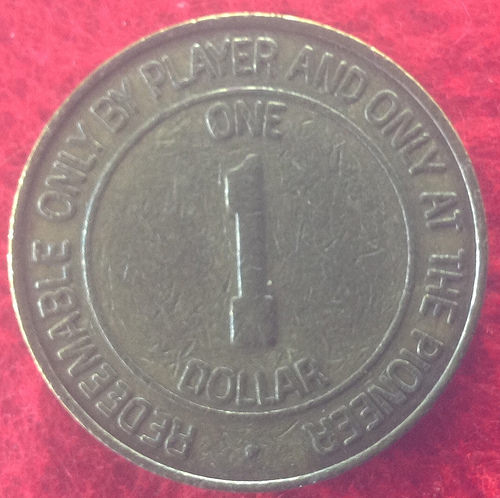 REDEEMABLE ONLY BY PLAYER AND ONLY AT THE PIONEER
ONE
1
DOLLAR